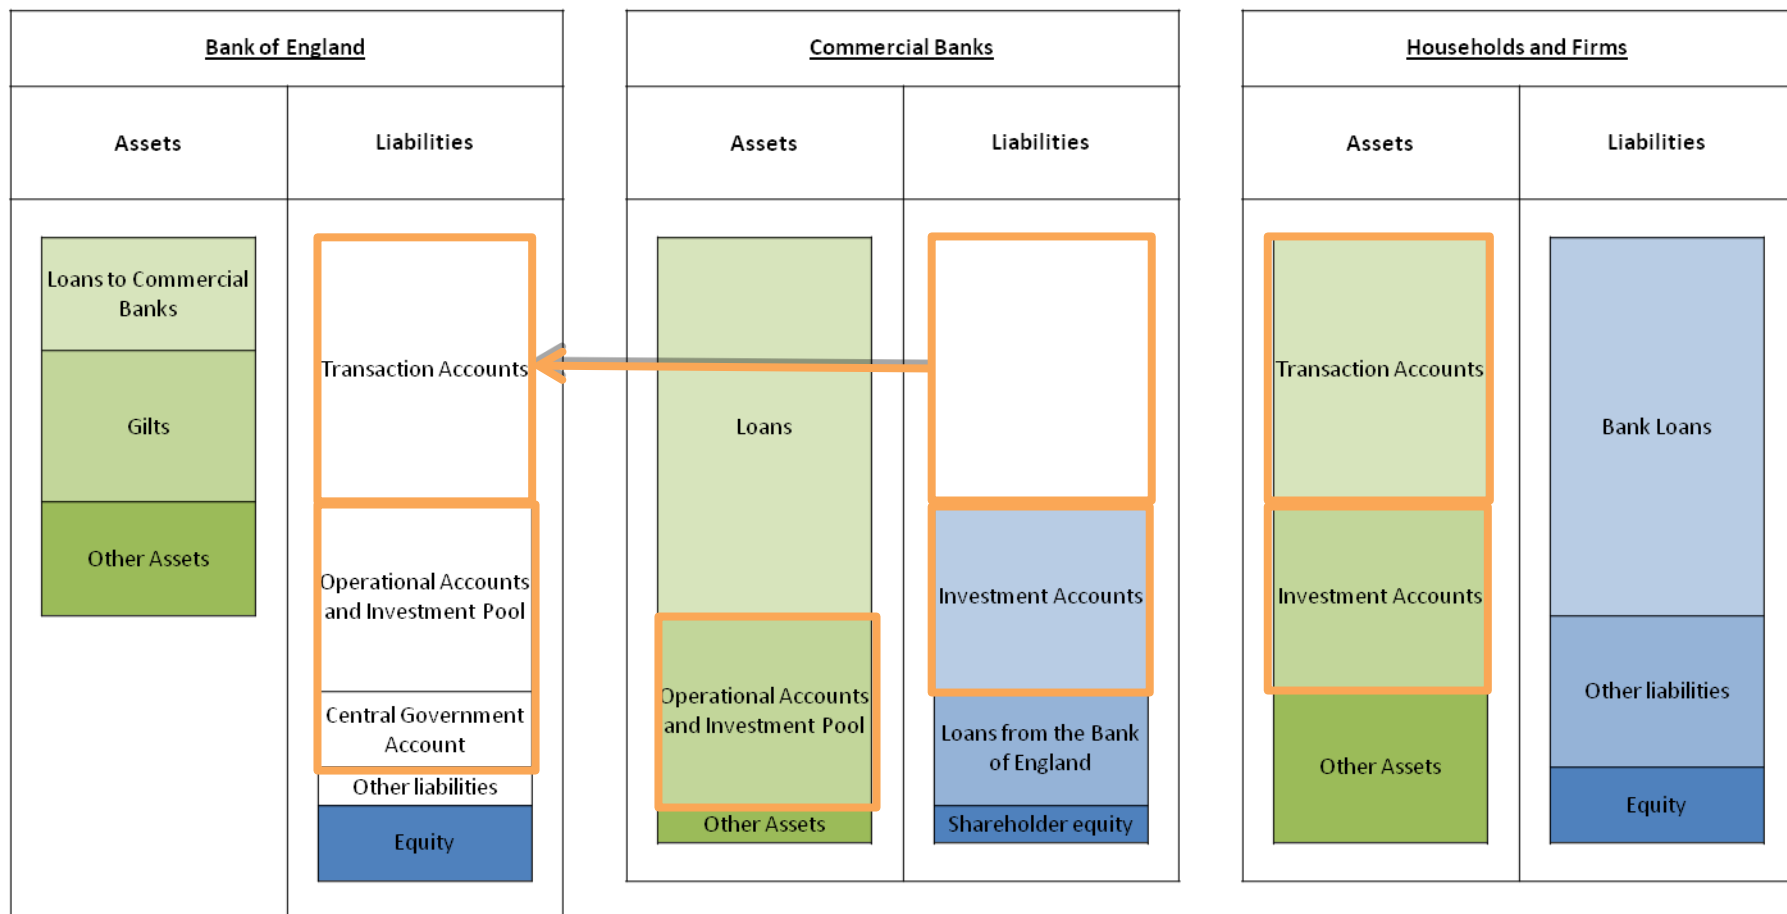 Bank of England
Assets
Liabilities
Loans to Commercial
Banks
Gilts
Other Assets
Transaction Accounts
Operational Accounts
and Investment Pool
Central Government
Account
Other liabilities
Equity
Commercial Banks
Assets
Liabilities
Loans
Operational Accounts
and Investment Pool
Other Assets
Investment Accounts
Loans from the Bank
of England
Shareholder equity
Households and Firms
Assets
Liabilities
Transaction Accounts
Investment Accounts
Other Assets
Bank Loans
Other liabilities
Equity